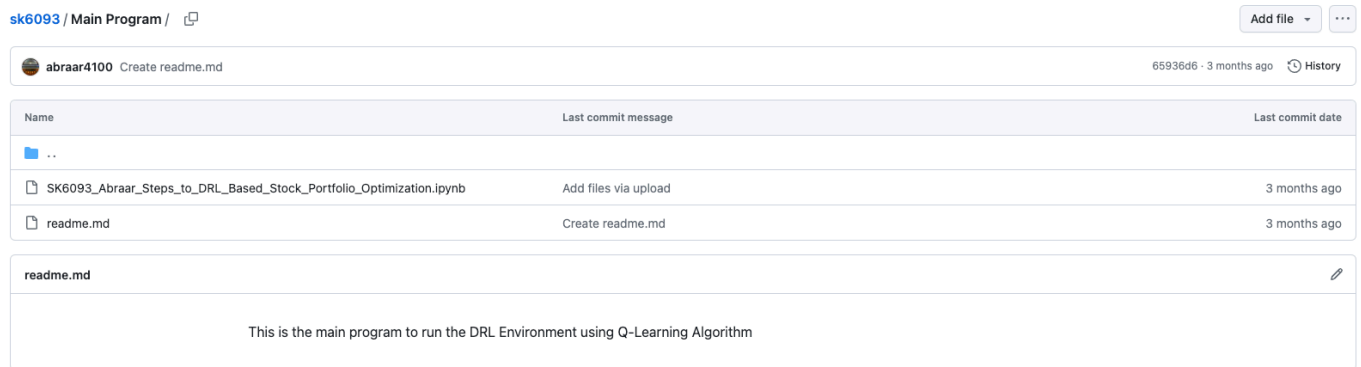 sk6093 / Main Program /
Add file
...
abraar4100 Create readme.md
65936d6 · 3 months ago History
Name Last commit message Last commit date
..
SK6093_Abraar_Steps_to_DRL_Based_Stock_Portfolio_Optimization.ipynb Add files via upload 3 months ago
readme.md Create readme.md 3 months ago
readme.md
This is the main program to run the DRL Environment using Q-Learning Algorithm